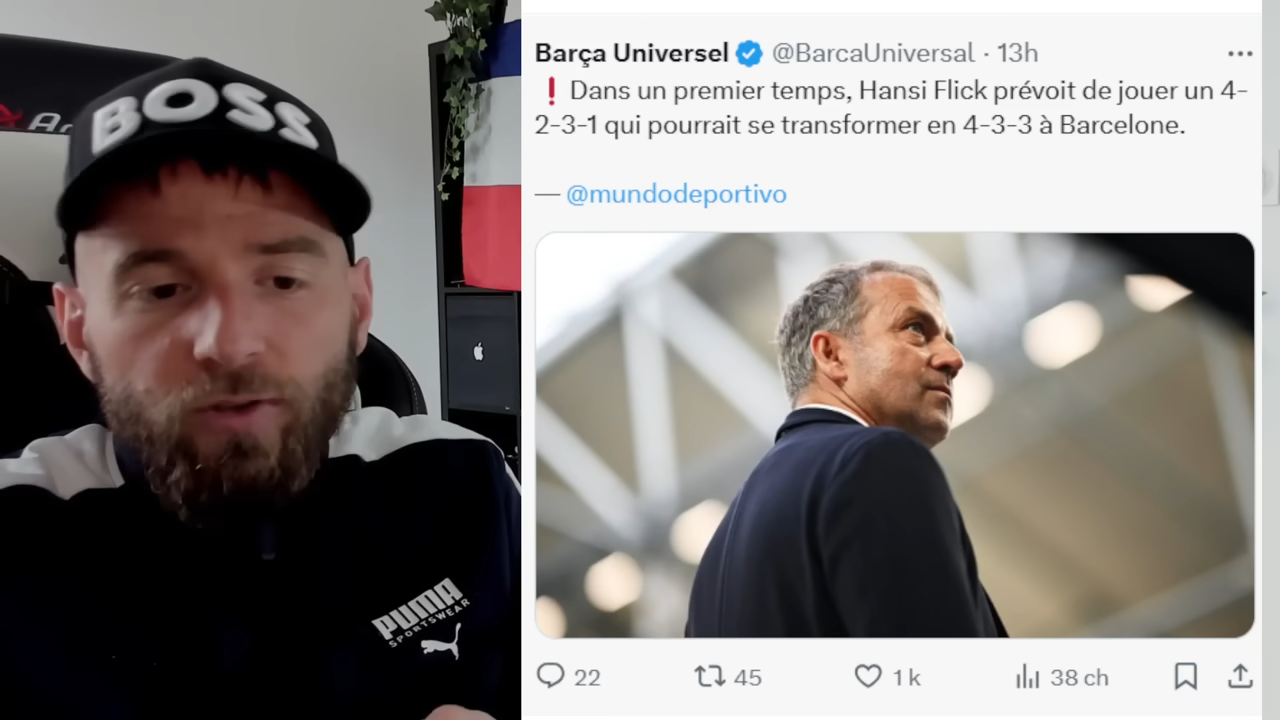 BOSS
PUMA
SPORTSWEAR
Barça Universel @BarcaUniversal · 13h
❗ Dans un premier temps, Hansi Flick prévoit de jouer un 4-
2-3-1 qui pourrait se transformer en 4-3-3 à Barcelone.
— @mundodeportivo
22 45 1 k 38 ch